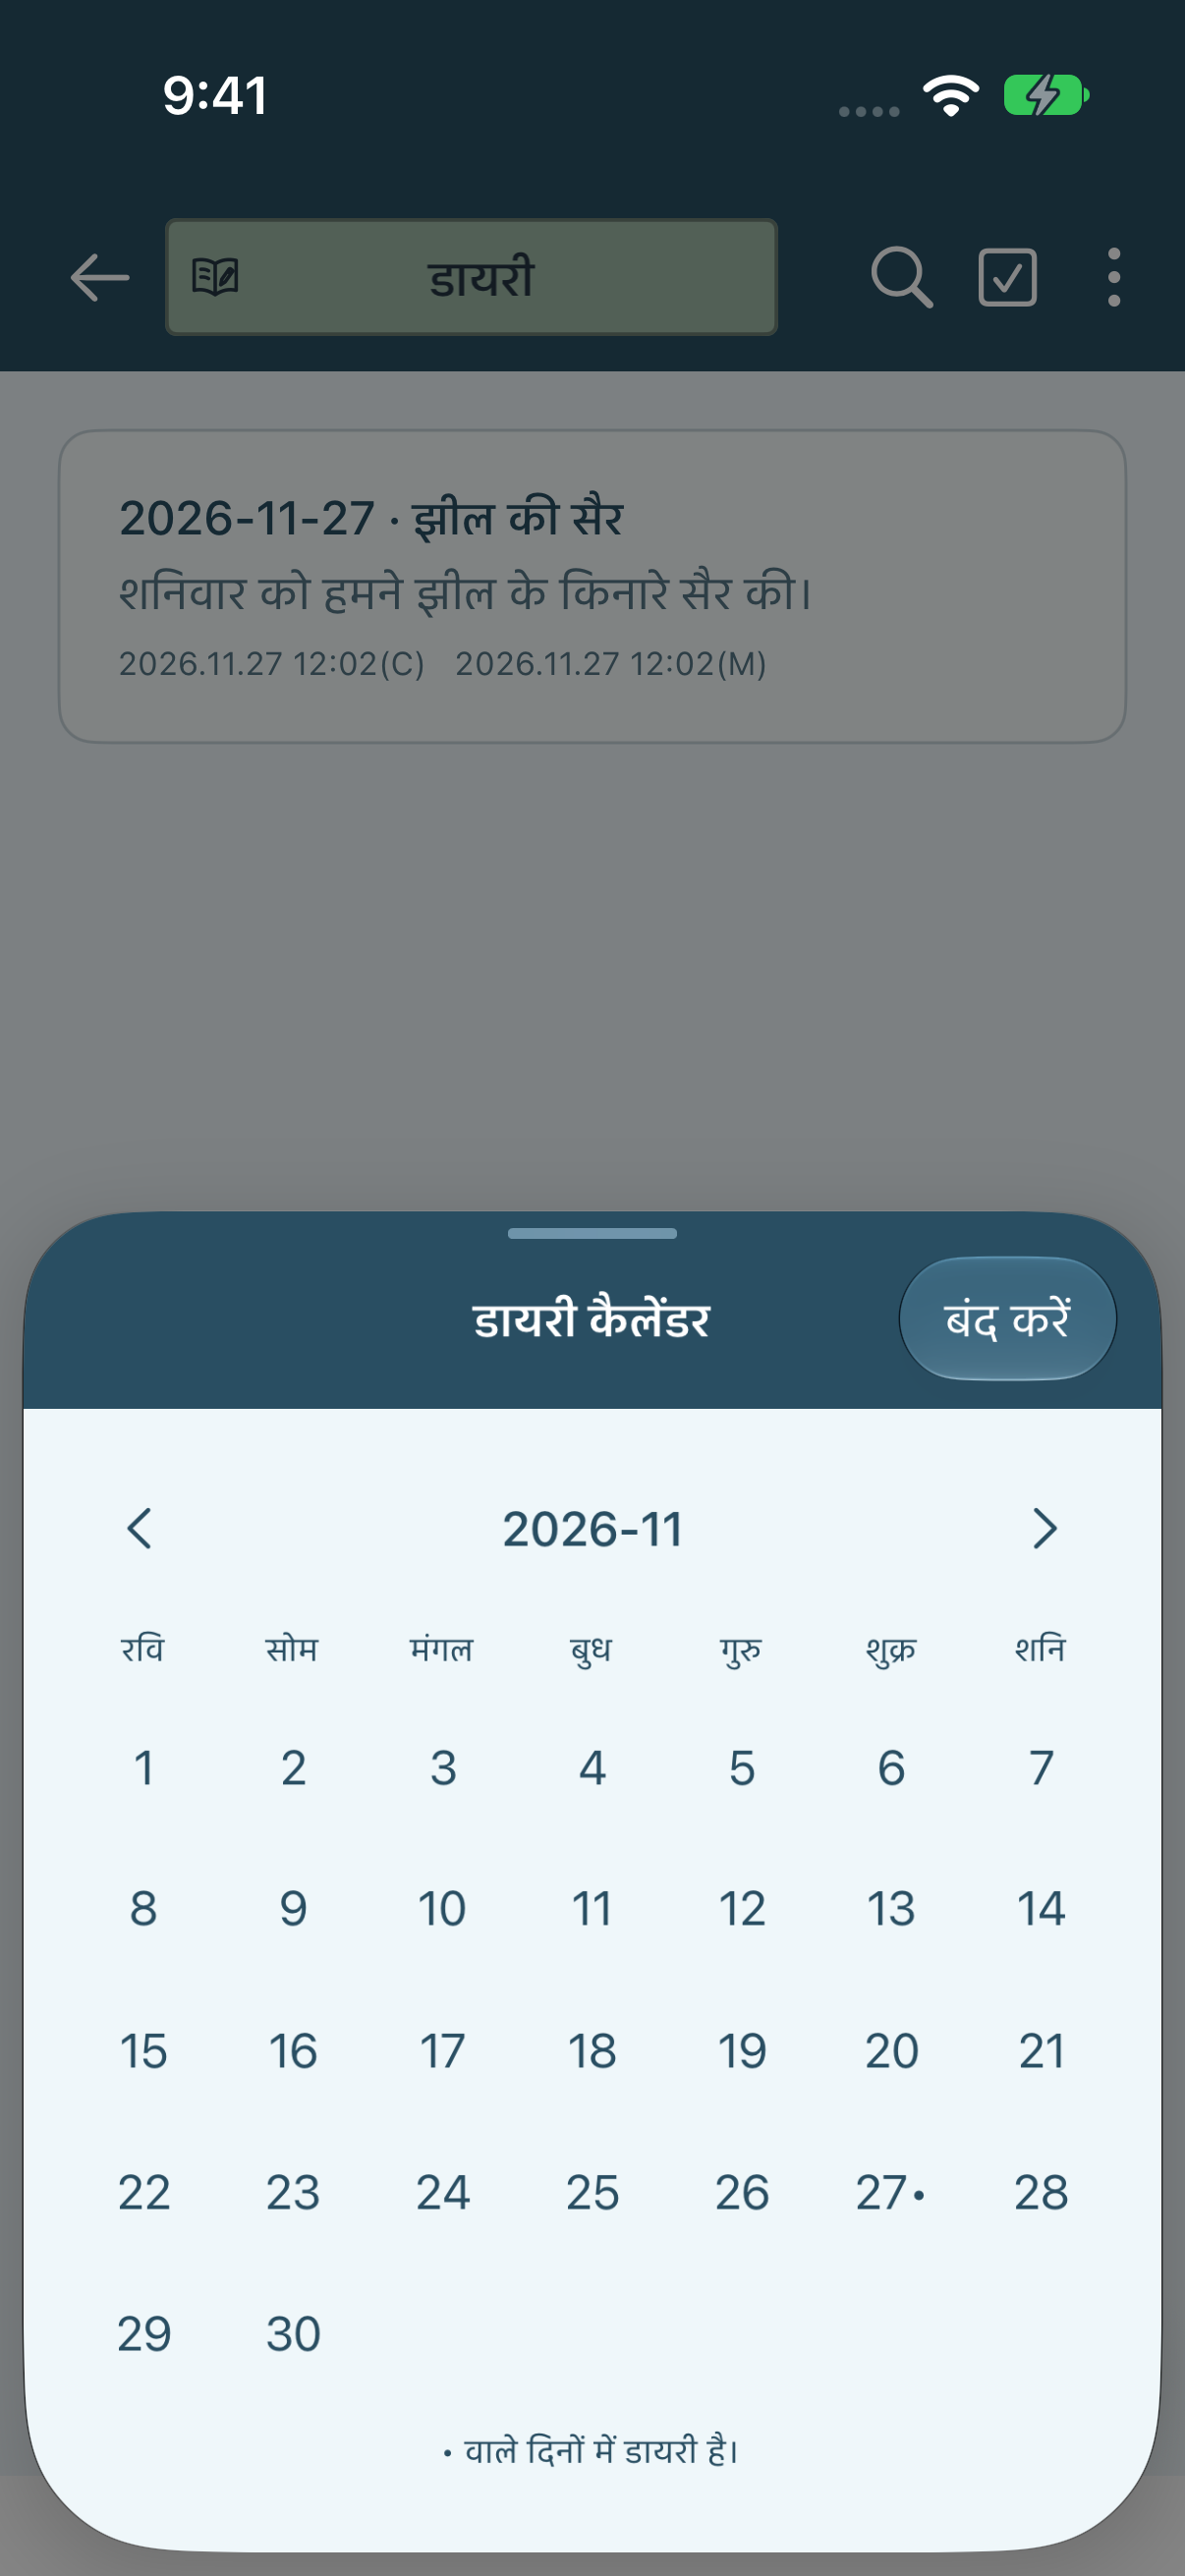 9:41
डायरी
2026-11-27 · झील की सैर
शनिवार को हमने झील के किनारे सैर की।
2026.11.27 12:02(C) 2026.11.27 12:02(M)
डायरी कैलेंडर
बंद करें
2026-11
रवि सोम मंगल बुध गुरु शुक्र शनि
1 2 3 4 5 6 7
8 9 10 11 12 13 14
15 16 17 18 19 20 21
22 23 24 25 26 27• 28
29 30
• वाले दिनों में डायरी है।